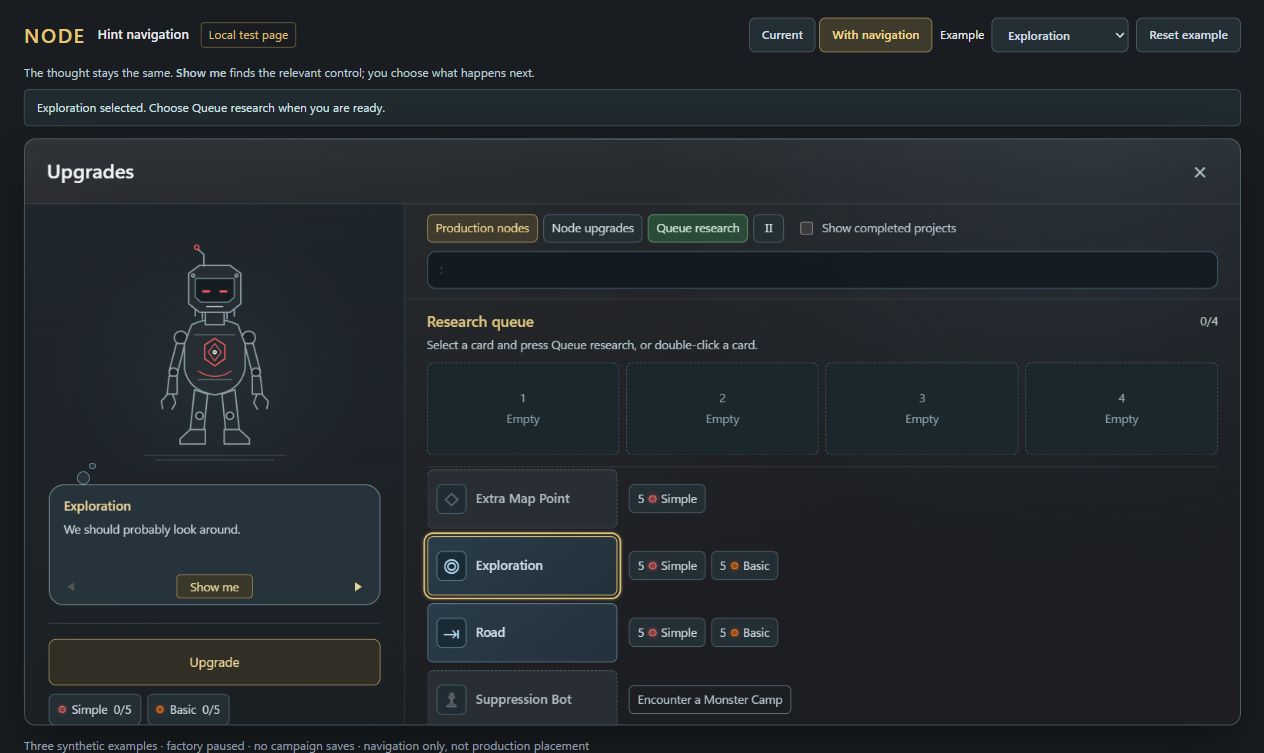 NODE Hint navigation Local test page Current With navigation Example Exploration Reset example
The thought stays the same. Show me finds the relevant control; you choose what happens next.
Exploration selected. Choose Queue research when you are ready.
Upgrades
Production nodes Node upgrades Queue research II Show completed projects
:
Research queue 0/4
Select a card and press Queue research, or double-click a card.
1 2 3 4
Empty Empty Empty Empty
Extra Map Point 5 Simple
Exploration 5 Simple 5 Basic
Road 5 Simple 5 Basic
Suppression Bot Encounter a Monster Camp
Exploration
We should probably look around.
Show me
Upgrade
Simple 0/5 Basic 0/5
Three synthetic examples · factory paused · no campaign saves · navigation only, not production placement